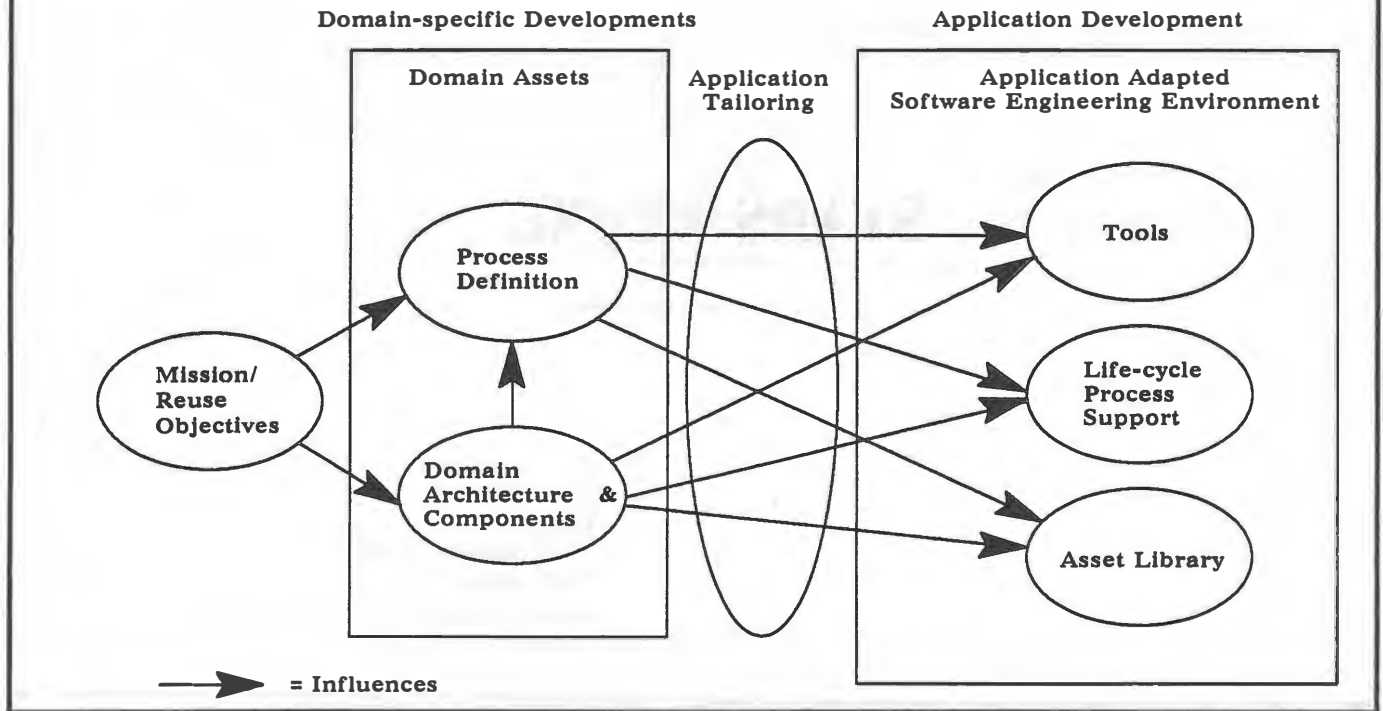 Domain-specific Developments
Application Development
Domain Assets
Application
Tailoring
Application Adapted
Software Engineering Environment
Process
Definition
Tools
Mission/
Reuse
Objectives
Life-cycle
Process
Support
Domain
Architecture &
Components
Asset Library
= Influences